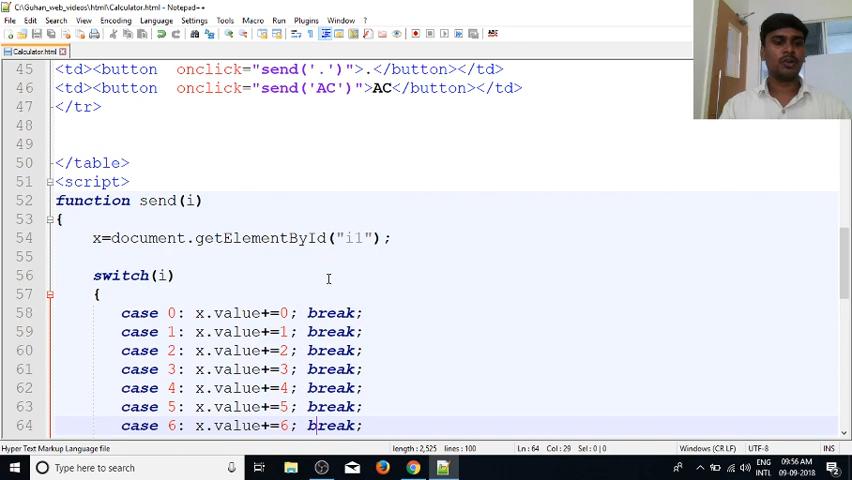 C:\Guhan_web_videos\html\Calculator.html - Notepad++
File Edit Search View Encoding Language Settings Tools Macro Run Plugins Window ?
Calculator.html
45 <td><button  onclick="send('.')">.</button></td>
46 <td><button  onclick="send('AC')">AC</button></td>
47 </tr>
48
49
50 </table>
51 <script>
52 function send(i)
53 {
54 x=document.getElementById("i1");
55
56 switch(i)
57 {
58 case 0: x.value+=0; break;
59 case 1: x.value+=1; break;
60 case 2: x.value+=2; break;
61 case 3: x.value+=3; break;
62 case 4: x.value+=4; break;
63 case 5: x.value+=5; break;
64 case 6: x.value+=6; break;
Hyper Text Markup Language file length : 2,525 lines : 100 Ln : 64 Col : 29 Sel : 0 | 0 Windows (CR LF) UTF-8 INS
Type here to search
ENG
INTL
09:56 AM
09-09-2018